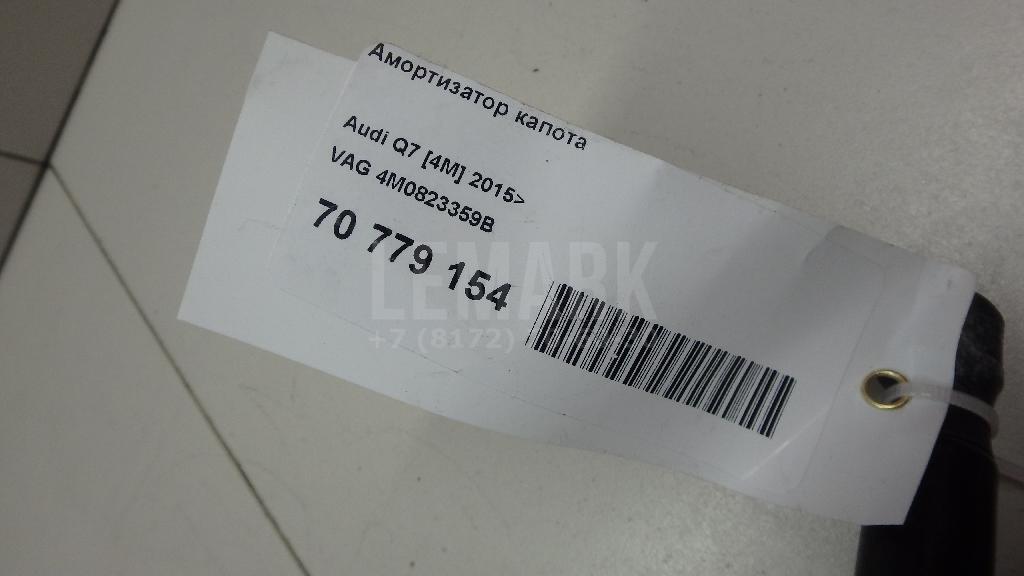 Амортизатор капота
Audi Q7 [4M] 2015>
VAG 4M0823359B
70 779 154
LEMARK
+7 (8172)